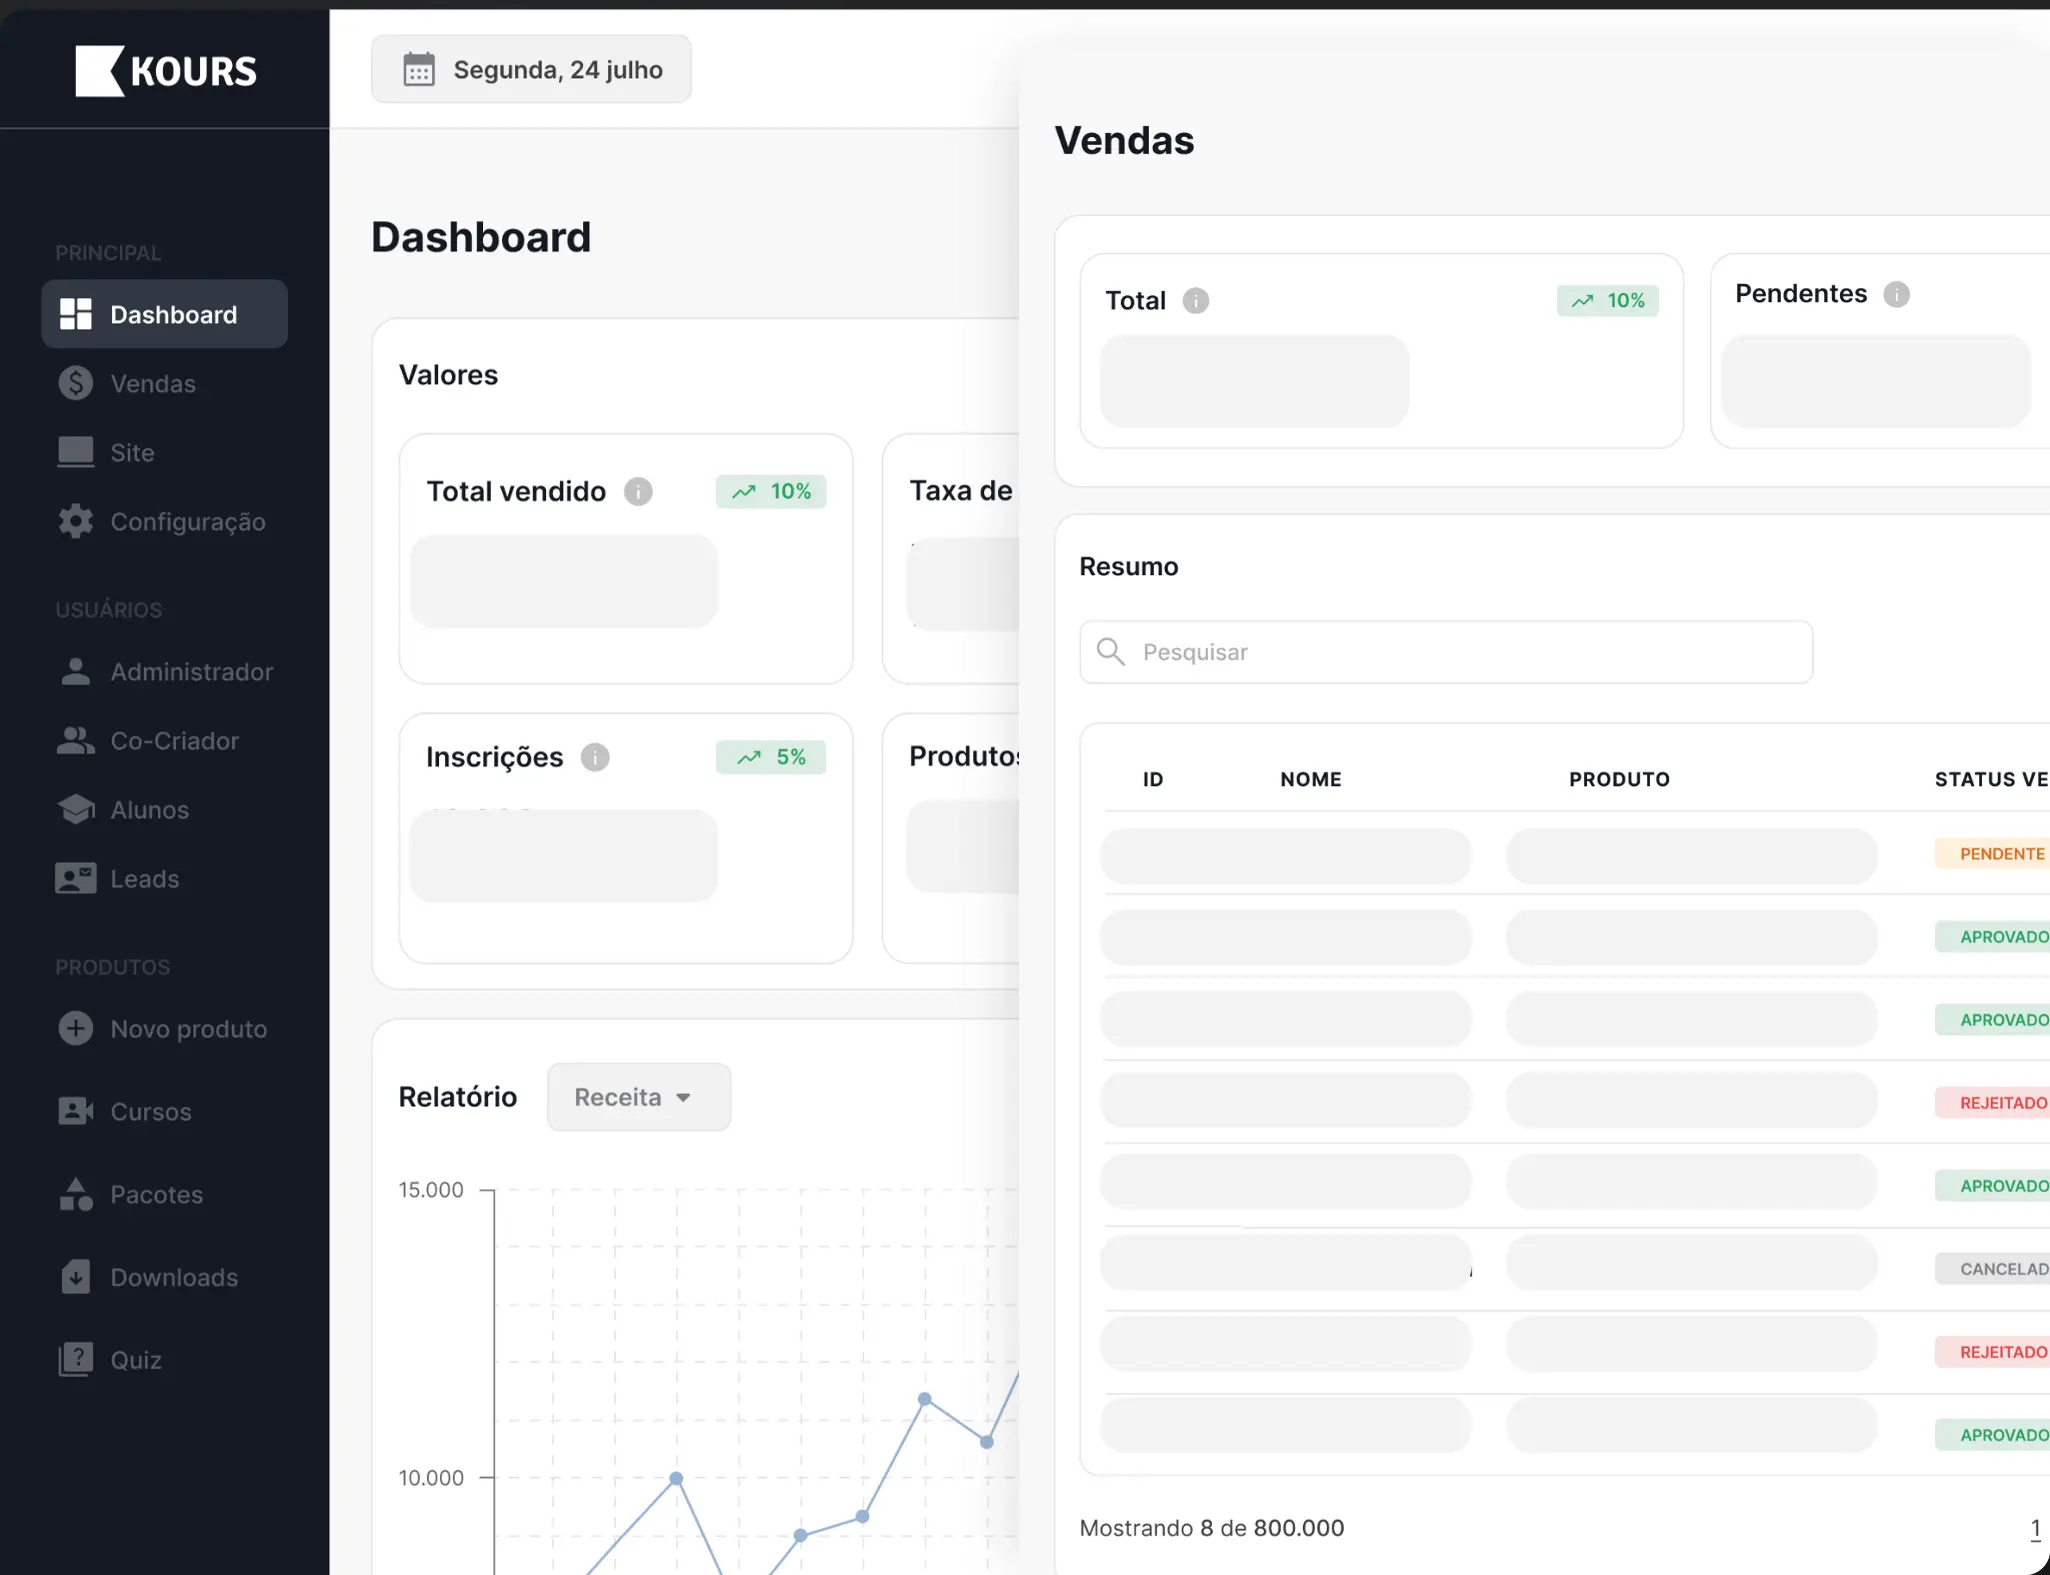 KOURS
PRINCIPAL
Dashboard
Vendas
Site
Configuração
USUÁRIOS
Administrador
Co-Criador
Alunos
Leads
PRODUTOS
Novo produto
Cursos
Pacotes
Downloads
Quiz
Segunda, 24 julho
Dashboard
Valores
Total vendido
10%
Taxa de
Inscrições
5%
Produtos
Relatório
Receita
15.000
10.000
Vendas
Total
10%
Pendentes
Resumo
Pesquisar
ID NOME PRODUTO STATUS VE
PENDENTE
APROVADO
APROVADO
REJEITADO
APROVADO
CANCELAD
REJEITADO
APROVADO
Mostrando 8 de 800.000
1